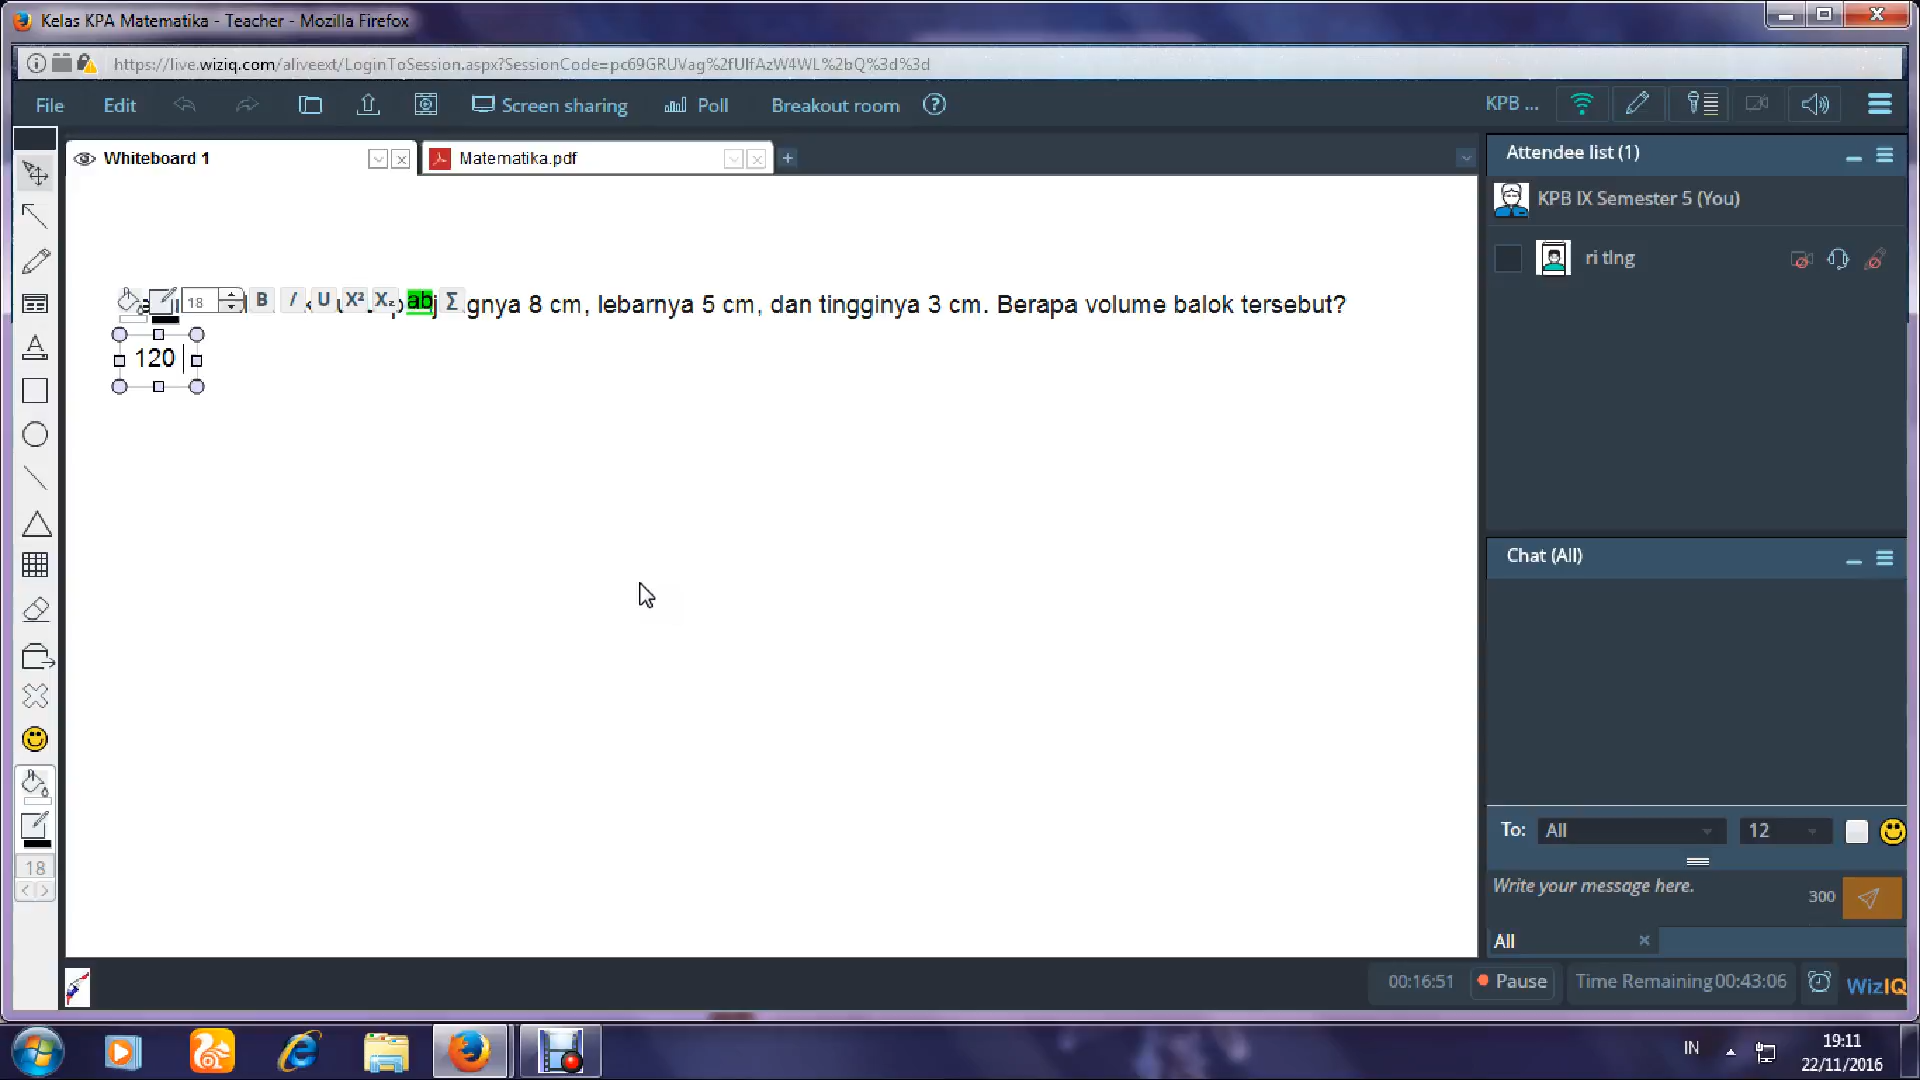 Kelas KPA Matematika - Teacher - Mozilla Firefox
https://live.wiziq.com/aliveext/LoginToSession.aspx?SessionCode=pc69GRUVag%2fUIfAzW4WL%2bQ%3d%3d
File Edit Screen sharing Poll Breakout room ? KPB ...
Whiteboard 1 Matematika.pdf +
Attendee list (1)
KPB IX Semester 5 (You)
ri tIng
18 B I U X² X₂ ab Σ
gnya 8 cm, lebarnya 5 cm, dan tingginya 3 cm. Berapa volume balok tersebut?
120
Chat (All)
To: All 12
Write your message here. 300
All
18
00:16:51 Pause Time Remaining 00:43:06 WizIQ
IN 19:11
22/11/2016